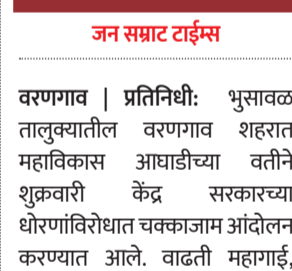 जन सम्राट टाईम्स
वरणगाव | प्रतिनिधी: भुसावळ
तालुक्यातील वरणगाव शहरात
महाविकास आघाडीच्या वतीने
शुक्रवारी केंद्र सरकारच्या
धोरणांविरोधात चक्काजाम आंदोलन
करण्यात आले. वाढती महागाई,